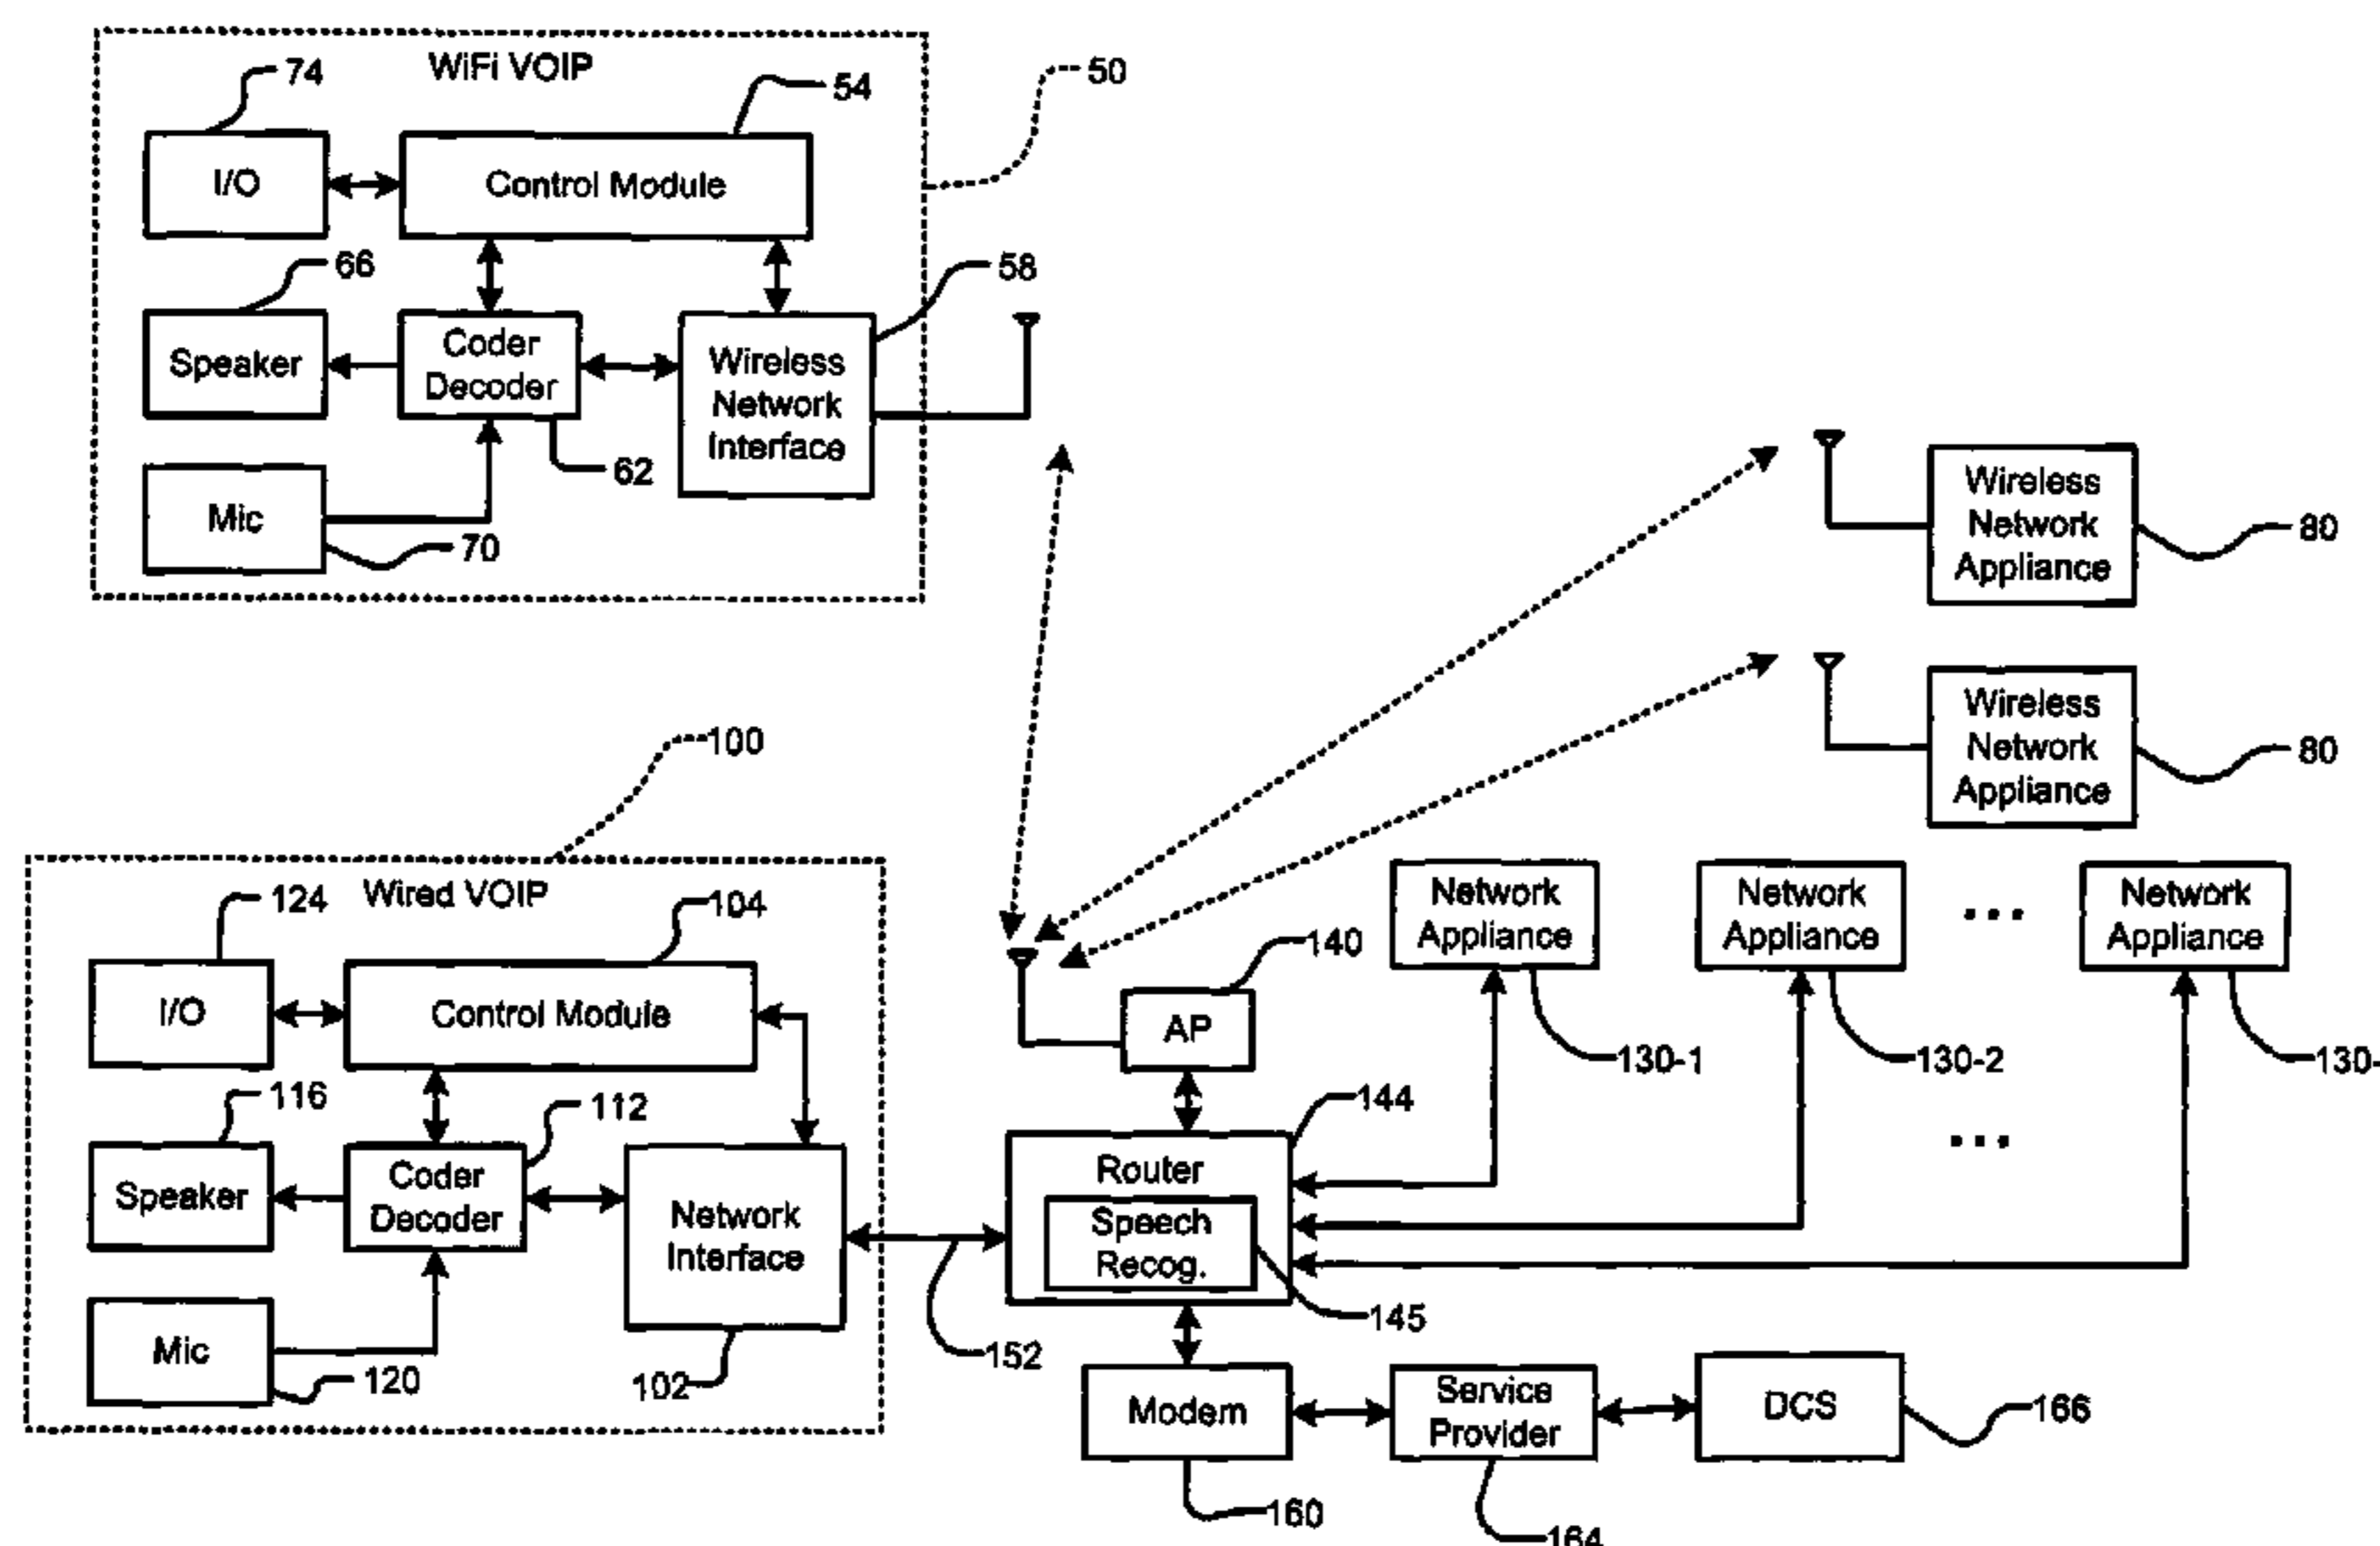 WiFi VOIP
74
54
50
I/O
Control Module
66
58
Speaker
Coder
Decoder
Wireless
Network
Interface
62
Mic
70
Wireless
Network
Appliance
80
Wireless
Network
Appliance
80
100
Wired VOIP
124
104
I/O
Control Module
116
112
Speaker
Coder
Decoder
Network
Interface
Mic
120
102
152
140
AP
Network
Appliance
130-1
Network
Appliance
130-2
...
Network
Appliance
130-
144
Router
Speech
Recog.
145
...
Modem
160
Service
Provider
164
DCS
166